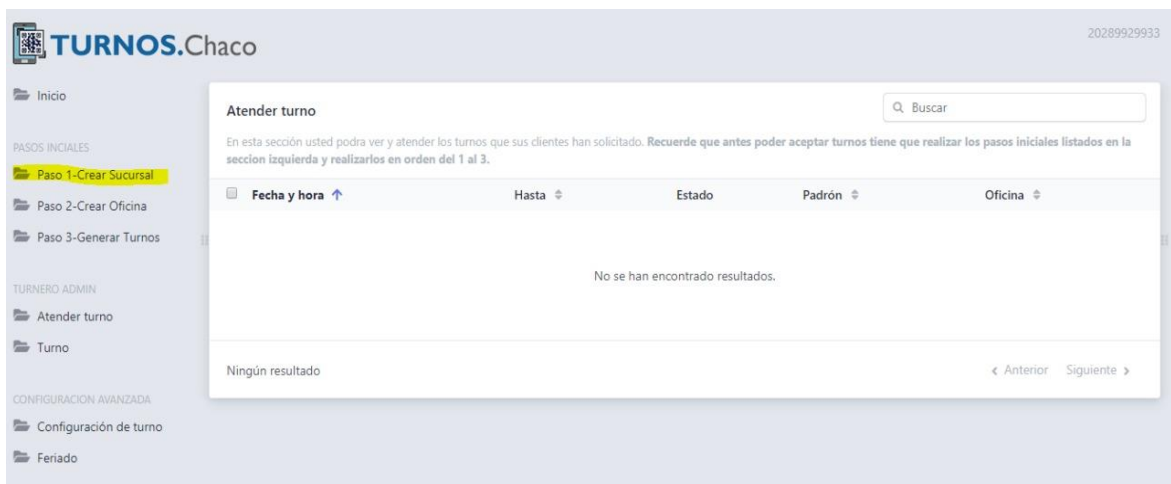 TURNOS.Chaco
20289929933
Inicio
PASOS INCIALES
Paso 1-Crear Sucursal
Paso 2-Crear Oficina
Paso 3-Generar Turnos
TURNERO ADMIN
Atender turno
Turno
CONFIGURACION AVANZADA
Configuración de turno
Feriado
Atender turno
Buscar
En esta sección usted podra ver y atender los turnos que sus clientes han solicitado. Recuerde que antes poder aceptar turnos tiene que realizar los pasos iniciales listados en la
seccion izquierda y realizarlos en orden del 1 al 3.
Fecha y hora Hasta Estado Padrón Oficina
No se han encontrado resultados.
Ningún resultado
Anterior Siguiente